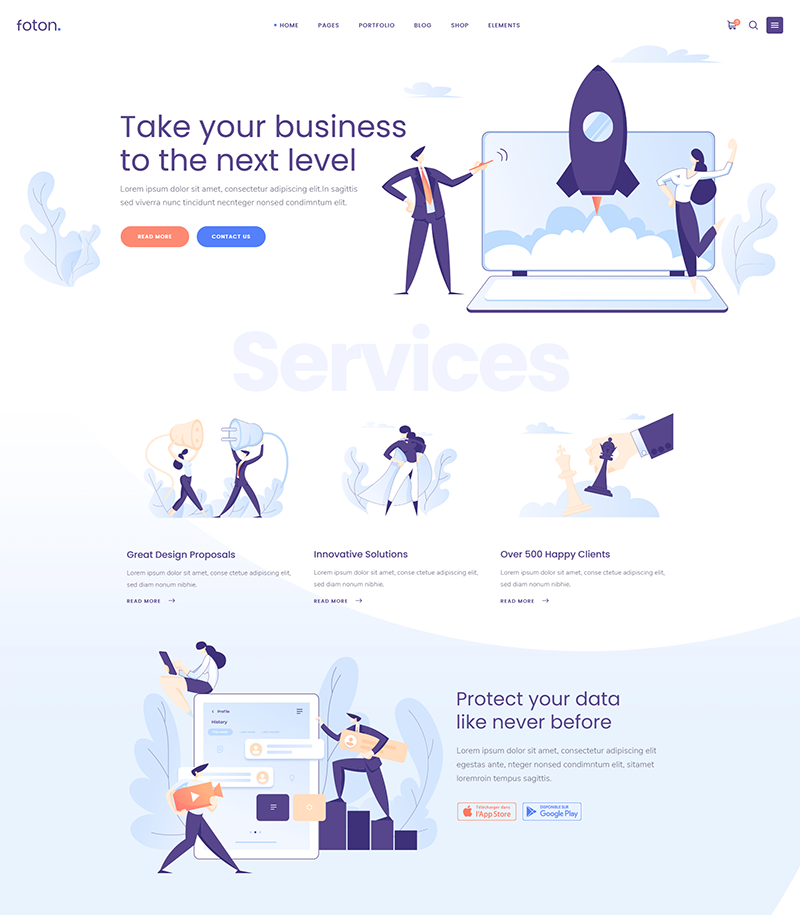 foton.
HOME PAGES PORTFOLIO BLOG SHOP ELEMENTS
Take your business
to the next level
Lorem ipsum dolor sit amet, consectetur adipiscing elit.In sagittis
sed viverra nunc tincidunt necnteger nonsed condimntum elit.
READ MORE CONTACT US
Services
Great Design Proposals
Lorem ipsum dolor sit amet, conse ctetue adipiscing elit,
sed diam nonum nibhie.
READ MORE
Innovative Solutions
Lorem ipsum dolor sit amet, conse ctetue adipiscing elit,
sed diam nonum nibhie.
READ MORE
Over 500 Happy Clients
Lorem ipsum dolor sit amet, conse ctetue adipiscing elit,
sed diam nonum nibhie.
READ MORE
Profile
History
Protect your data
like never before
Lorem ipsum dolor sit amet, consectetur adipiscing elit
egestas ante, nteger nonsed condimntum elit, sitamet
loremroin tempus sagittis.
Télécharger dans
l'App Store
DISPONIBLE SUR
Google Play